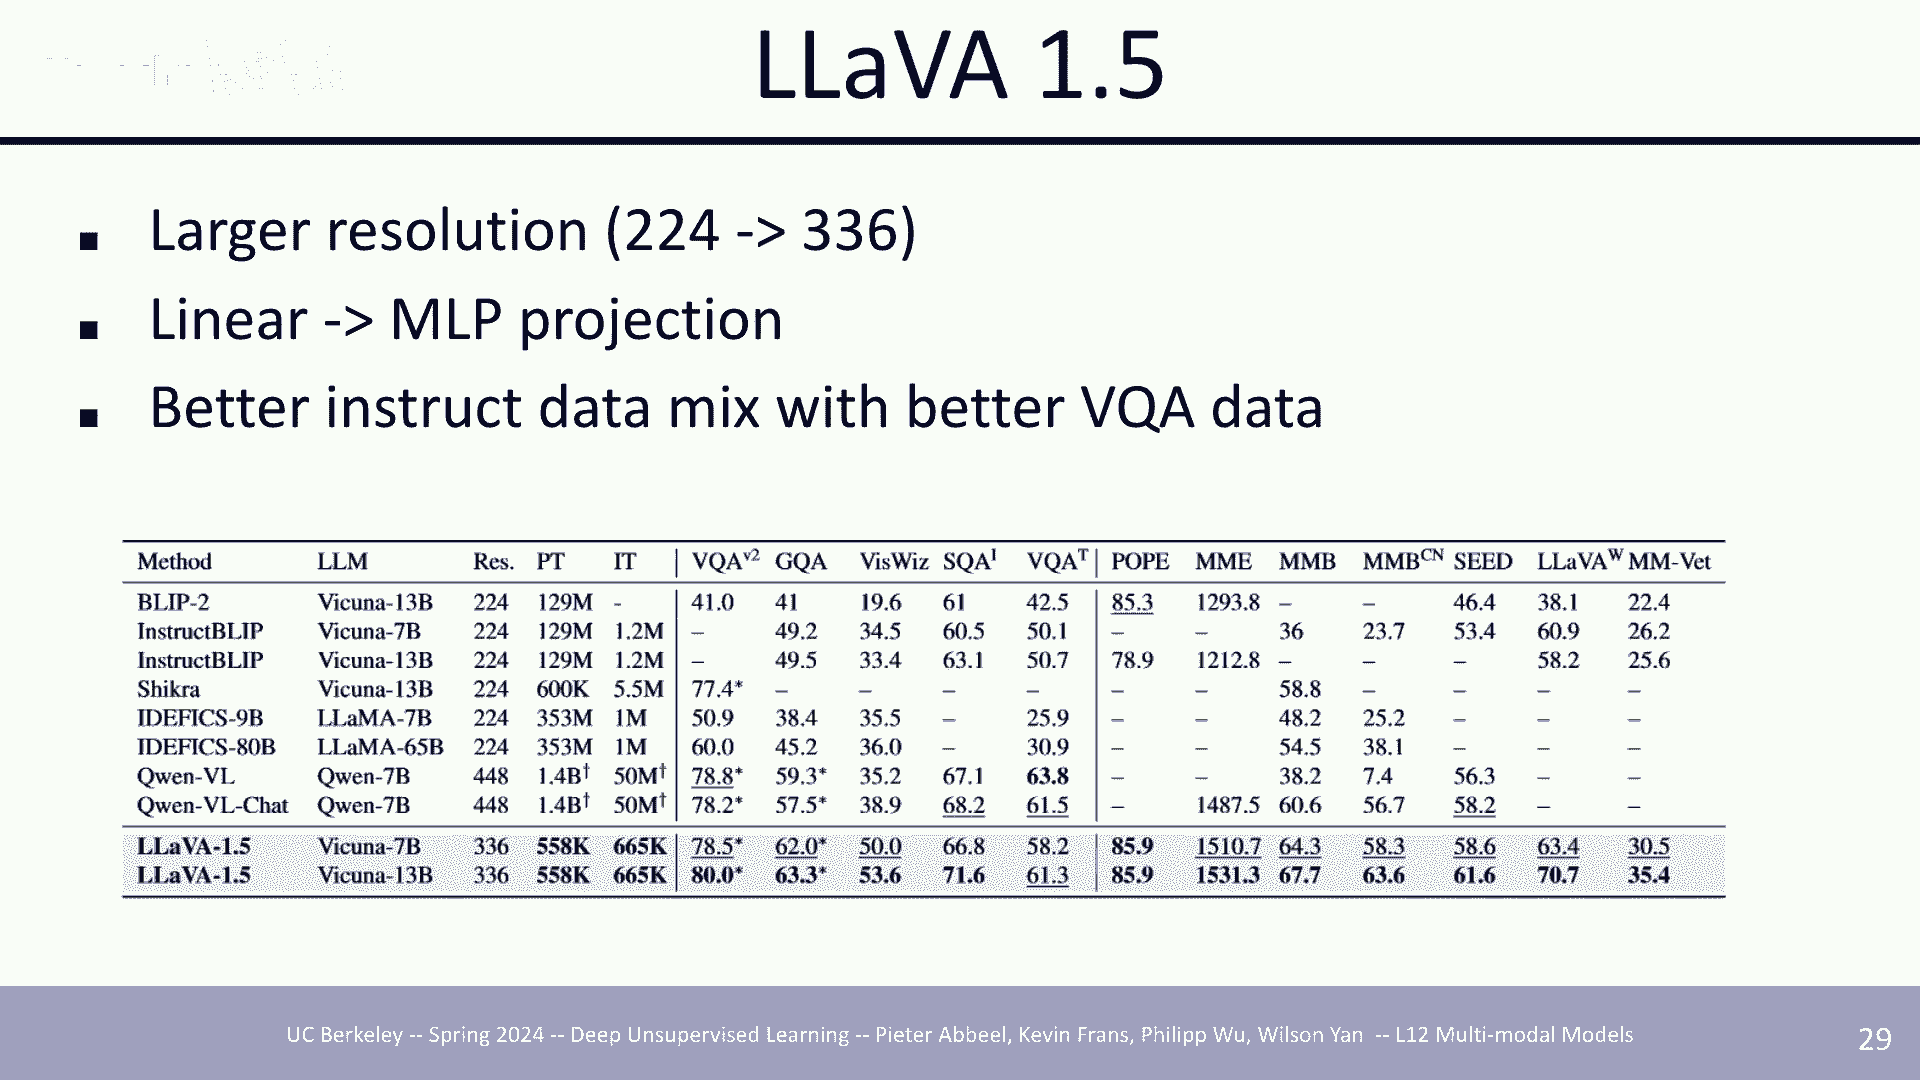 LLaVA 1.5
▪ Larger resolution (224 -> 336)
▪ Linear -> MLP projection
▪ Better instruct data mix with better VQA data
Method LLM Res. PT IT VQAᵛ² GQA VisWiz SQAᴵ VQAᵀ POPE MME MMB MMBᶜᴺ SEED LLaVAᵂ MM-Vet
BLIP-2 Vicuna-13B 224 129M - 41.0 41 19.6 61 42.5 85.3 1293.8 – – 46.4 38.1 22.4
InstructBLIP Vicuna-7B 224 129M 1.2M – 49.2 34.5 60.5 50.1 – – 36 23.7 53.4 60.9 26.2
InstructBLIP Vicuna-13B 224 129M 1.2M – 49.5 33.4 63.1 50.7 78.9 1212.8 – – – 58.2 25.6
Shikra Vicuna-13B 224 600K 5.5M 77.4* – – – – – – 58.8 – – – –
IDEFICS-9B LLaMA-7B 224 353M 1M 50.9 38.4 35.5 – 25.9 – – 48.2 25.2 – – –
IDEFICS-80B LLaMA-65B 224 353M 1M 60.0 45.2 36.0 – 30.9 – – 54.5 38.1 – – –
Qwen-VL Qwen-7B 448 1.4B† 50M† 78.8* 59.3* 35.2 67.1 63.8 – – 38.2 7.4 56.3 – –
Qwen-VL-Chat Qwen-7B 448 1.4B† 50M† 78.2* 57.5* 38.9 68.2 61.5 – 1487.5 60.6 56.7 58.2 – –
LLaVA-1.5 Vicuna-7B 336 558K 665K 78.5* 62.0* 50.0 66.8 58.2 85.9 1510.7 64.3 58.3 58.6 63.4 30.5
LLaVA-1.5 Vicuna-13B 336 558K 665K 80.0* 63.3* 53.6 71.6 61.3 85.9 1531.3 67.7 63.6 61.6 70.7 35.4
UC Berkeley -- Spring 2024 -- Deep Unsupervised Learning -- Pieter Abbeel, Kevin Frans, Philipp Wu, Wilson Yan -- L12 Multi-modal Models
29